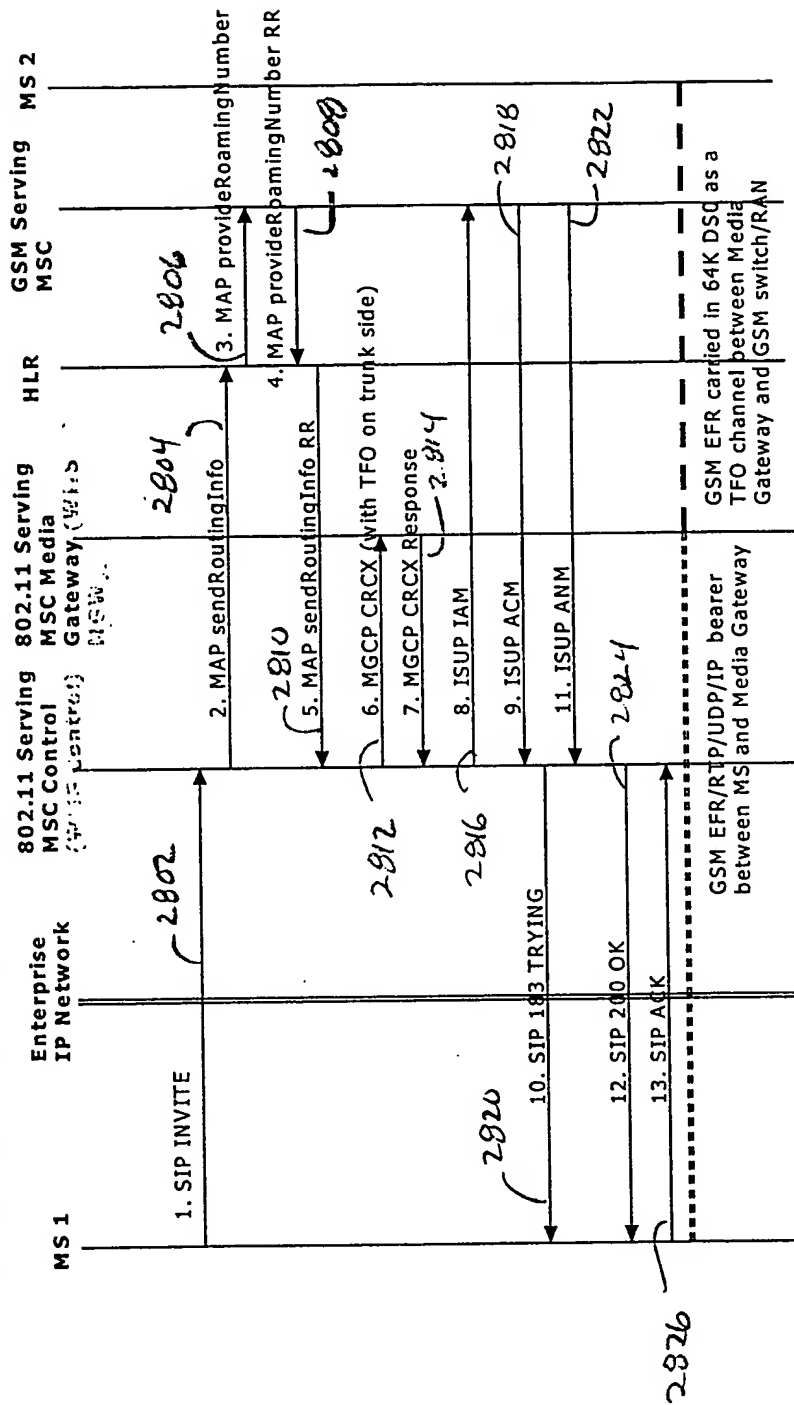 MS 1
Enterprise
IP Network
802.11 Serving
MSC Control
802.11 Serving
MSC Media
Gateway
HLR
GSM Serving
MSC
MS 2
1. SIP INVITE
2802
2. MAP sendRoutingInfo
2804
2806
3. MAP provideRoamingNumber
4. MAP provideRoamingNumber RR
2808
2810
5. MAP sendRoutingInfo RR
6. MGCP CRCX (with TFO on trunk side)
2812
7. MGCP CRCX Response
2814
8. ISUP IAM
2816
9. ISUP ACM
2818
10. SIP 183 TRYING
2820
11. ISUP ANM
2822
12. SIP 200 OK
2824
13. SIP ACK
2826
GSM EFR/RTP/UDP/IP bearer
between MS and Media Gateway
GSM EFR carried in 64K DS0 as a
TFO channel between Media
Gateway and GSM switch/RAN